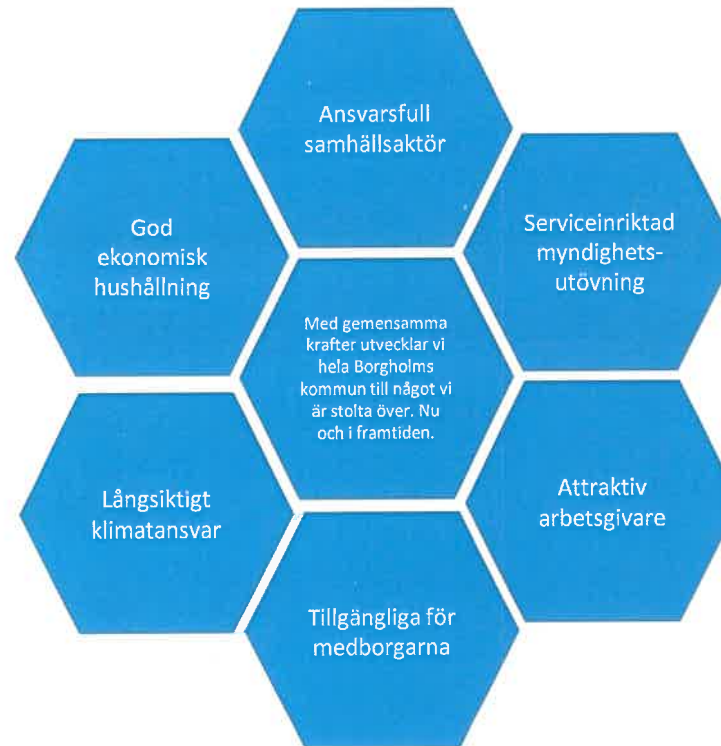 Ansvarsfull
samhällsaktör
God
ekonomisk
hushållning
Serviceinriktad
myndighets-
utövning
Med gemensamma
krafter utvecklar vi
hela Borgholms
kommun till något vi
är stolta över. Nu
och i framtiden.
Långsiktigt
klimatansvar
Attraktiv
arbetsgivare
Tillgängliga för
medborgarna